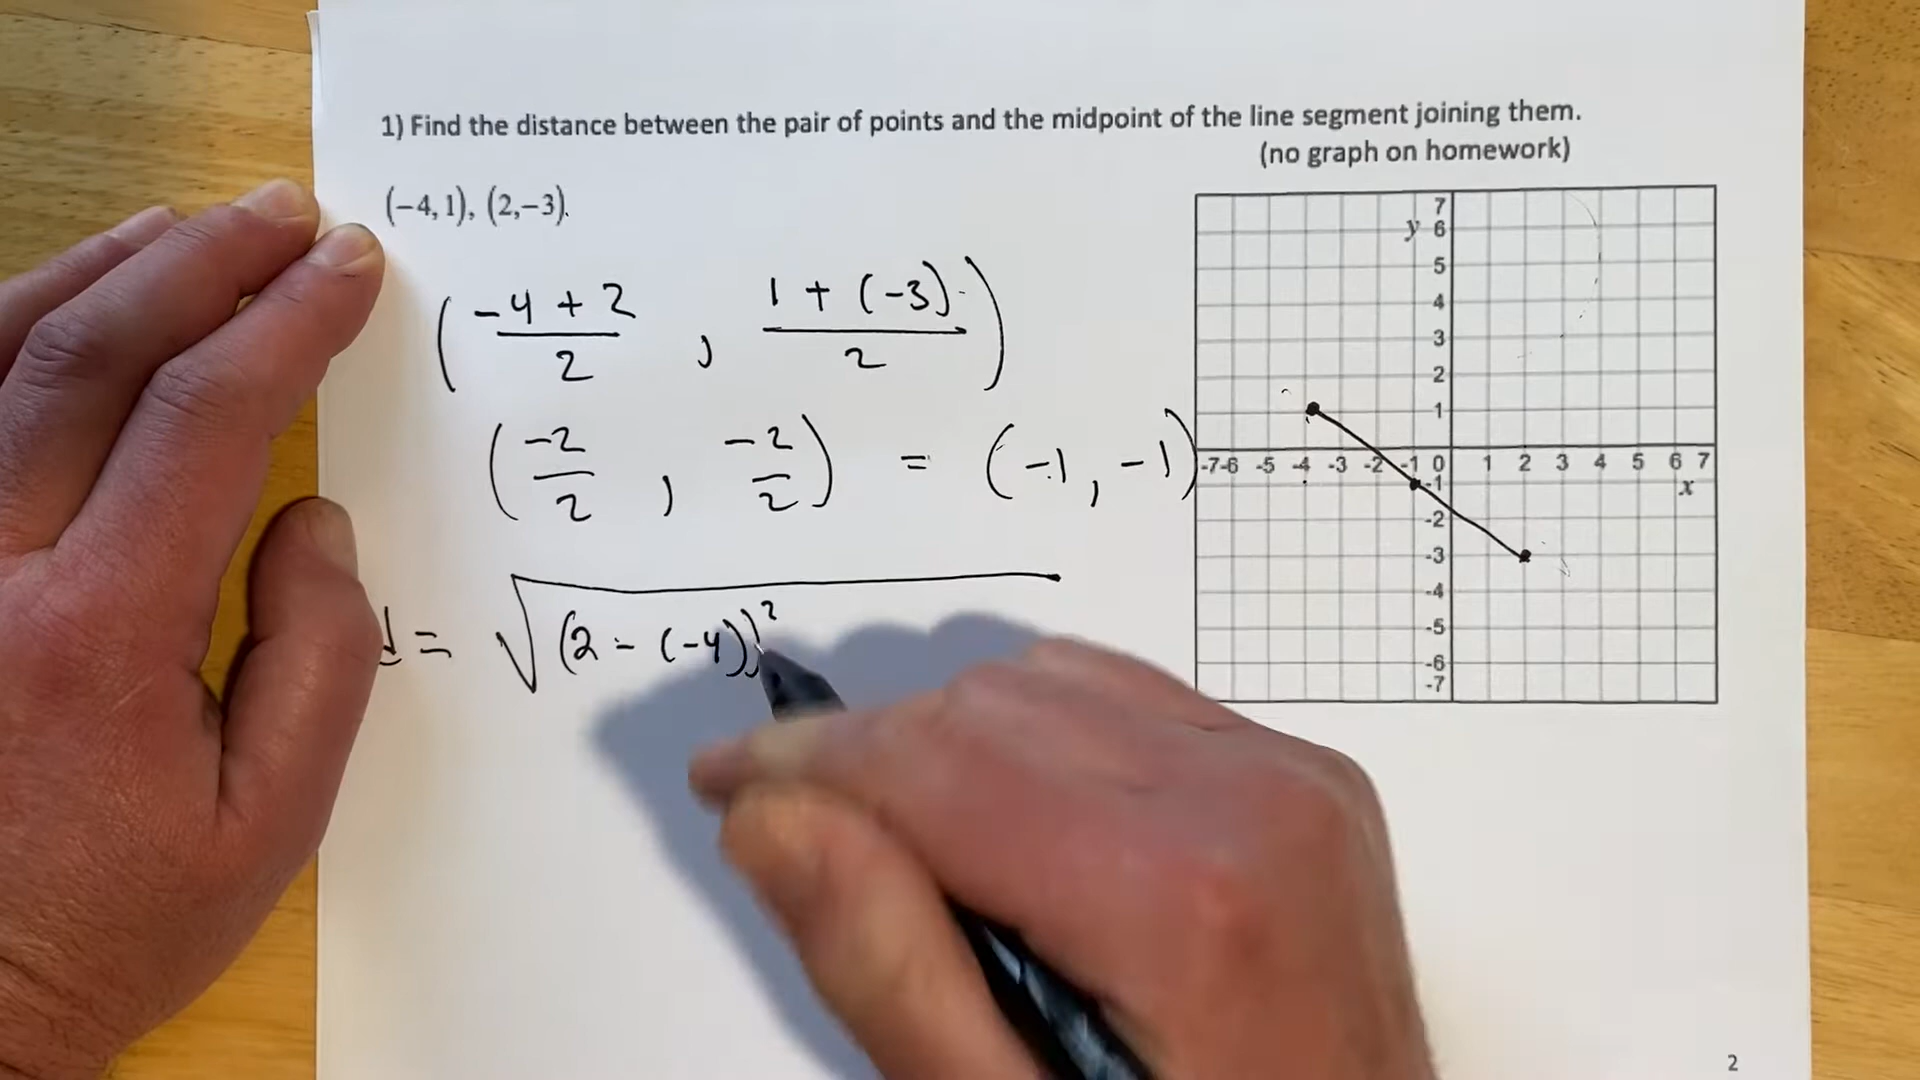 1) Find the distance between the pair of points and the midpoint of the line segment joining them.
(no graph on homework)
(−4, 1), (2,−3).
( -4 + 2 / 2 , 1 + (-3) / 2 )
( -2 / 2 , -2 / 2 ) = (-1, -1)
d = √ (2 - (-4))²
7
y 6
5
4
3
2
1
-7 -6 -5 -4 -3 -2 -1 0 1 2 3 4 5 6 7
x
-1
-2
-3
-4
-5
-6
-7
2